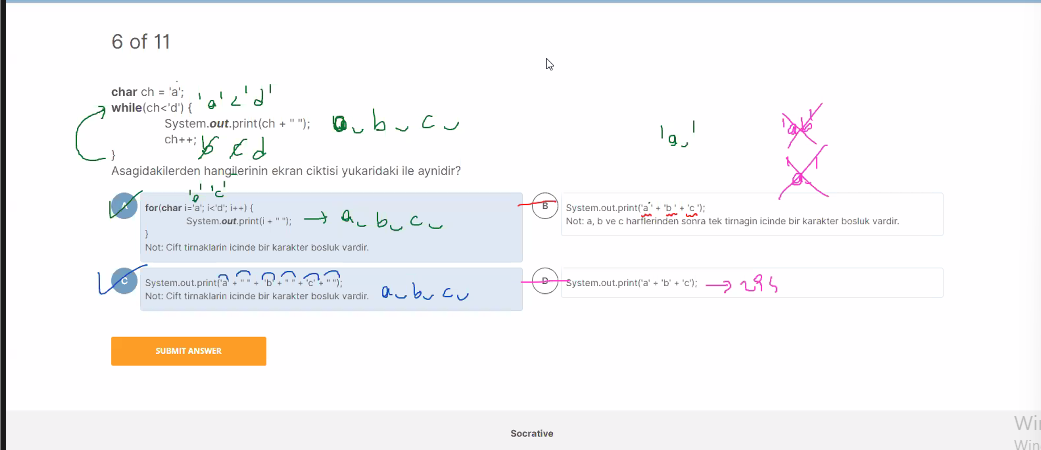 6 of 11
char ch = 'a';
'a' < 'd'
while(ch<'d') {
System.out.print(ch + " ");
a b c
ch++;
b c d
}
Asagidakilerden hangilerinin ekran ciktisi yukaridaki ile aynidir?
'a' 'c'
A
for(char i='a'; i<'d'; i++) {
System.out.print(i + " ");
→ a b c
}
Not: Cift tirnaklarin icinde bir karakter bosluk vardir.
'a '
B
System.out.print('a ' + 'b ' + 'c ');
Not: a, b ve c harflerinden sonra tek tirnagin icinde bir karakter bosluk vardir.
C
System.out.print('a' + " " + 'b' + " " + 'c' + " ");
Not: Cift tirnaklarin icinde bir karakter bosluk vardir.
a b c
D
System.out.print('a' + 'b' + 'c');
→ 294
SUBMIT ANSWER
Socrative
Wi
Win